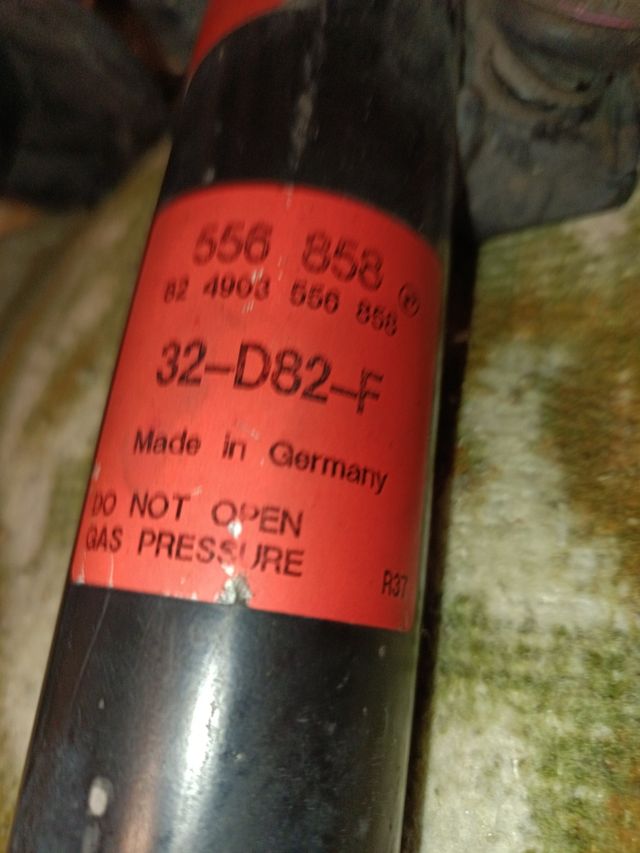 556 858
82 4903 556 858
32-D82-F
Made in Germany
DO NOT OPEN
GAS PRESSURE
R37